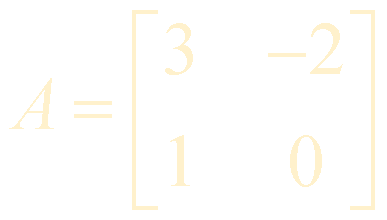 A = [ 3 −2
1 0 ]